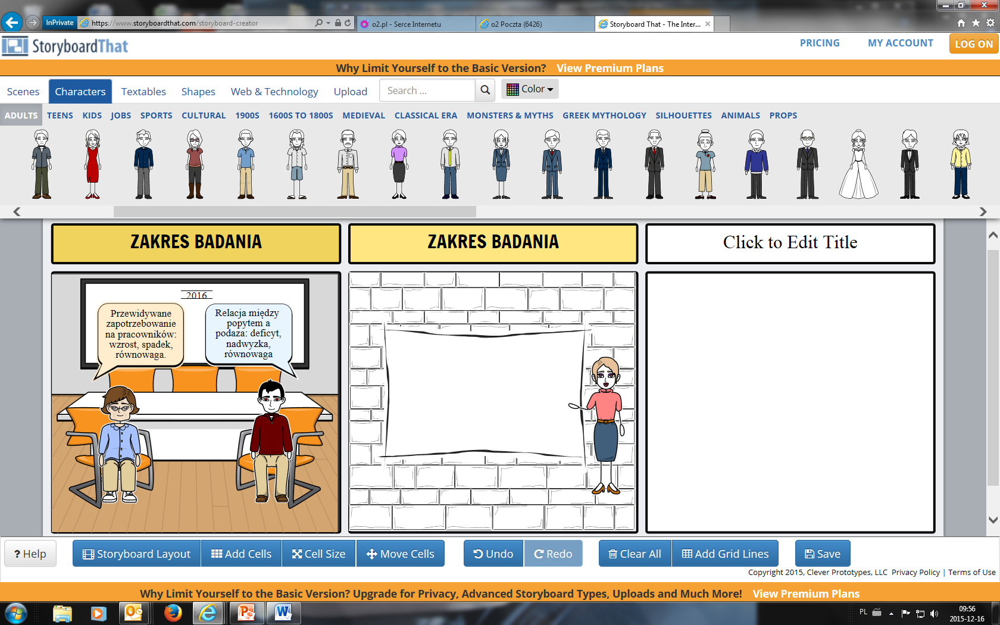 InPrivate
https://www.storyboardthat.com/storyboard-creator
o2.pl - Serce Internetu
o2 Poczta (6426)
Storyboard That - The Inter...
StoryboardThat
PRICING
MY ACCOUNT
LOG ON
Why Limit Yourself to the Basic Version? View Premium Plans
Scenes
Characters
Textables
Shapes
Web & Technology
Upload
Search ...
Color
ADULTS
TEENS
KIDS
JOBS
SPORTS
CULTURAL
1900S
1600S TO 1800S
MEDIEVAL
CLASSICAL ERA
MONSTERS & MYTHS
GREEK MYTHOLOGY
SILHOUETTES
ANIMALS
PROPS
ZAKRES BADANIA
ZAKRES BADANIA
Click to Edit Title
2016
Przewidywane
zapotrzebowanie
na pracowników:
wzrost, spadek,
równowaga.
Relacja między
popytem a
podaza: deficyt,
nadwyzka,
równowaga
? Help
Storyboard Layout
Add Cells
Cell Size
Move Cells
Undo
Redo
Clear All
Add Grid Lines
Save
Copyright 2015, Clever Prototypes, LLC Privacy Policy | Terms of Use
Why Limit Yourself to the Basic Version? Upgrade for Privacy, Advanced Storyboard Types, Uploads and Much More! View Premium Plans
PL
09:56
2015-12-16